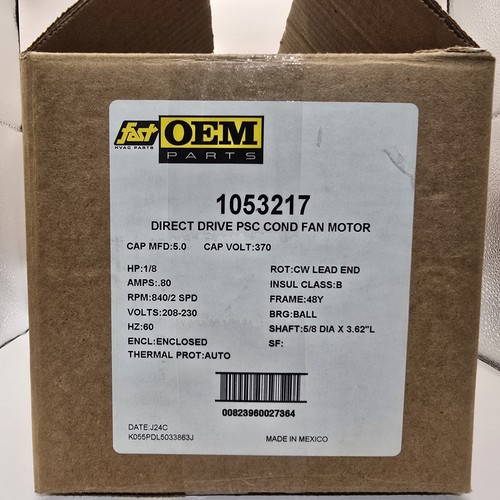 fast OEM
HVAC PARTS PARTS
1053217
DIRECT DRIVE PSC COND FAN MOTOR
CAP MFD:5.0 CAP VOLT:370
HP:1/8 ROT:CW LEAD END
AMPS:.80 INSUL CLASS:B
RPM:840/2 SPD FRAME:48Y
VOLTS:208-230 BRG:BALL
HZ:60 SHAFT:5/8 DIA X 3.62"L
ENCL:ENCLOSED SF:
THERMAL PROT:AUTO
00823960027364
DATE:J24C
K055PDL5033863J MADE IN MEXICO